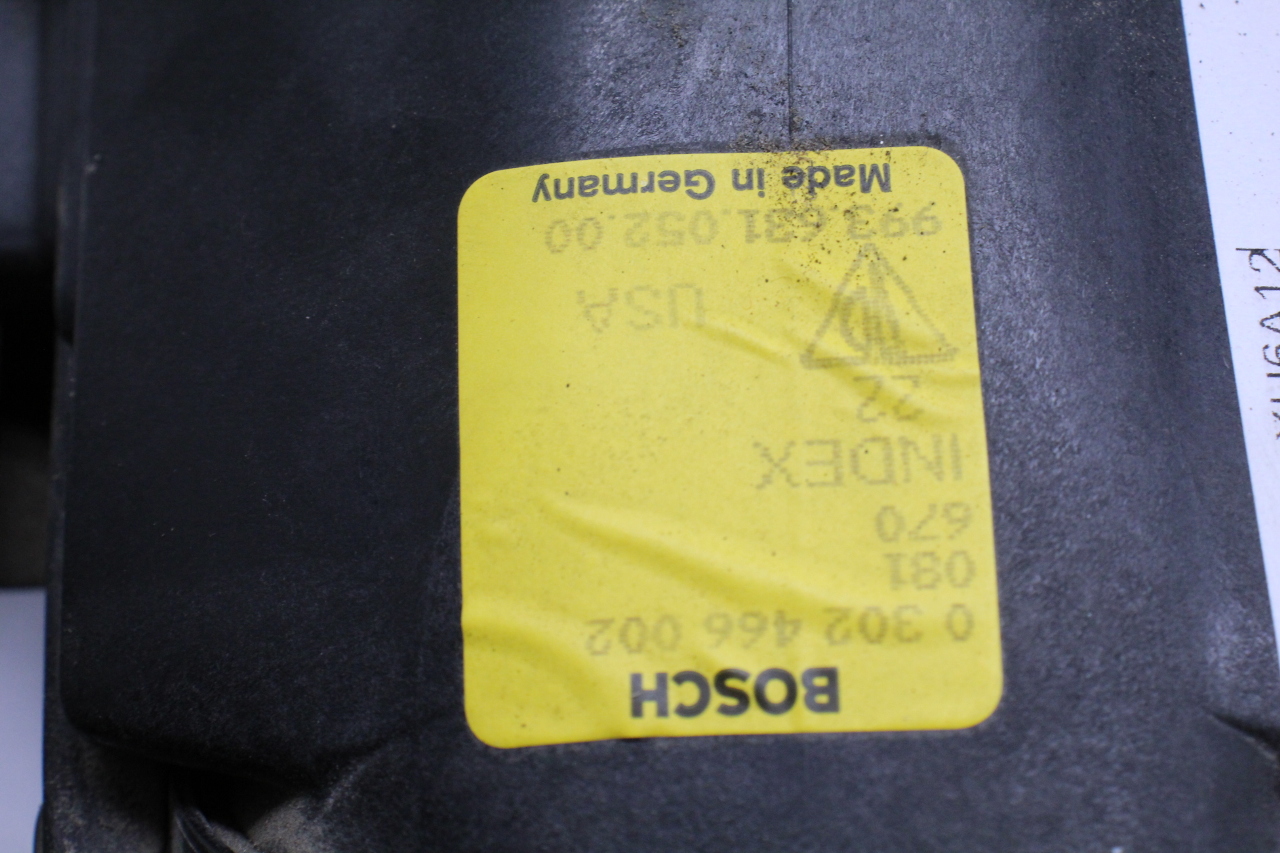 BOSCH
0 302 466 002
081
670
INDEX
22
USA
993.631.052.00
Made in Germany